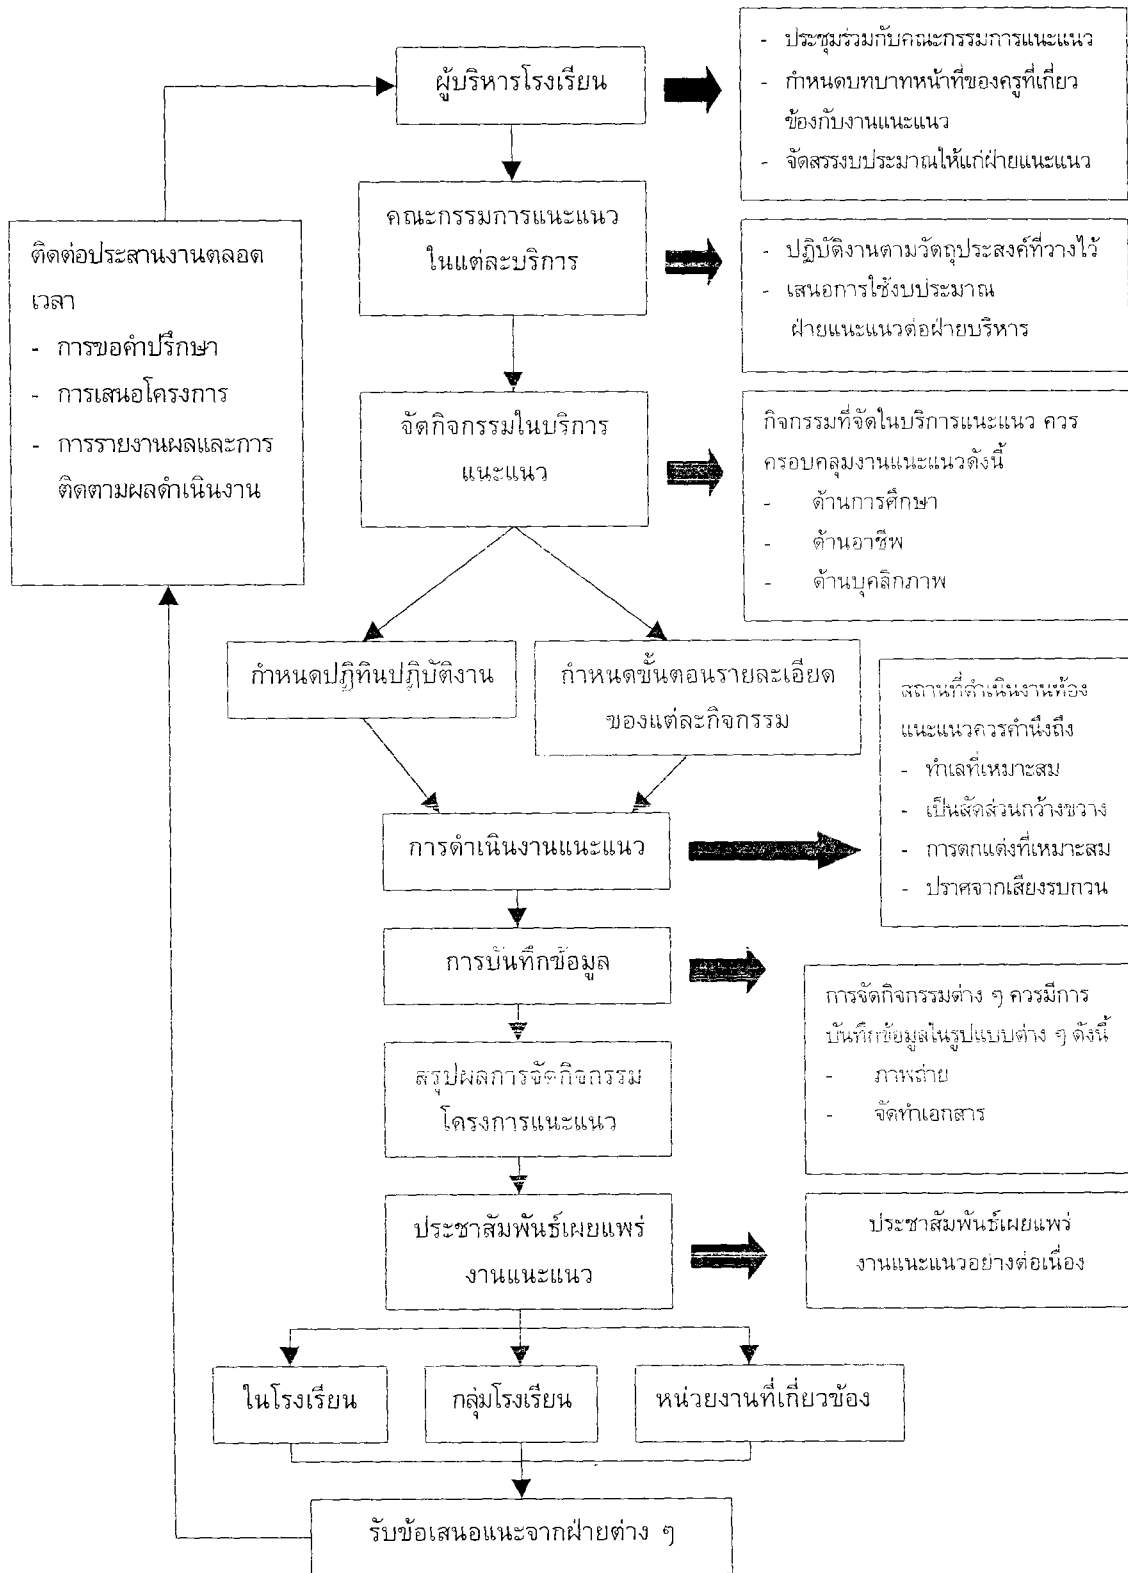 ผู้บริหารโรงเรียน
- ประชุมร่วมกับคณะกรรมการแนะแนว
- กำหนดบทบาทหน้าที่ของครูที่เกี่ยว
ข้องกับงานแนะแนว
- จัดสรรงบประมาณให้แก่ฝ่ายแนะแนว
คณะกรรมการแนะแนว
ในแต่ละบริการ
- ปฏิบัติงานตามวัตถุประสงค์ที่วางไว้
- เสนอการใช้งบประมาณ
ฝ่ายแนะแนวต่อฝ่ายบริหาร
ติดต่อประสานงานตลอด
เวลา
- การขอคำปรึกษา
- การเสนอโครงการ
- การรายงานผลและการ
ติดตามผลดำเนินงาน
จัดกิจกรรมในบริการ
แนะแนว
กิจกรรมที่จัดในบริการแนะแนว ควร
ครอบคลุมงานแนะแนวดังนี้
- ด้านการศึกษา
- ด้านอาชีพ
- ด้านบุคลิกภาพ
กำหนดปฏิทินปฏิบัติงาน
กำหนดขั้นตอนรายละเอียด
ของแต่ละกิจกรรม
สถานที่ดำเนินงานห้อง
แนะแนวควรคำนึงถึง
- ทำเลที่เหมาะสม
- เป็นสัดส่วนกว้างขวาง
- การตกแต่งที่เหมาะสม
- ปราศจากเสียงรบกวน
การดำเนินงานแนะแนว
การบันทึกข้อมูล
การจัดกิจกรรมต่าง ๆ ควรมีการ
บันทึกข้อมูลในรูปแบบต่าง ๆ ดังนี้
- ภาพถ่าย
- จัดทำเอกสาร
สรุปผลการจัดกิจกรรม
โครงการแนะแนว
ประชาสัมพันธ์เผยแพร่
งานแนะแนว
ประชาสัมพันธ์เผยแพร่
งานแนะแนวอย่างต่อเนื่อง
ในโรงเรียน
กลุ่มโรงเรียน
หน่วยงานที่เกี่ยวข้อง
รับข้อเสนอแนะจากฝ่ายต่าง ๆ